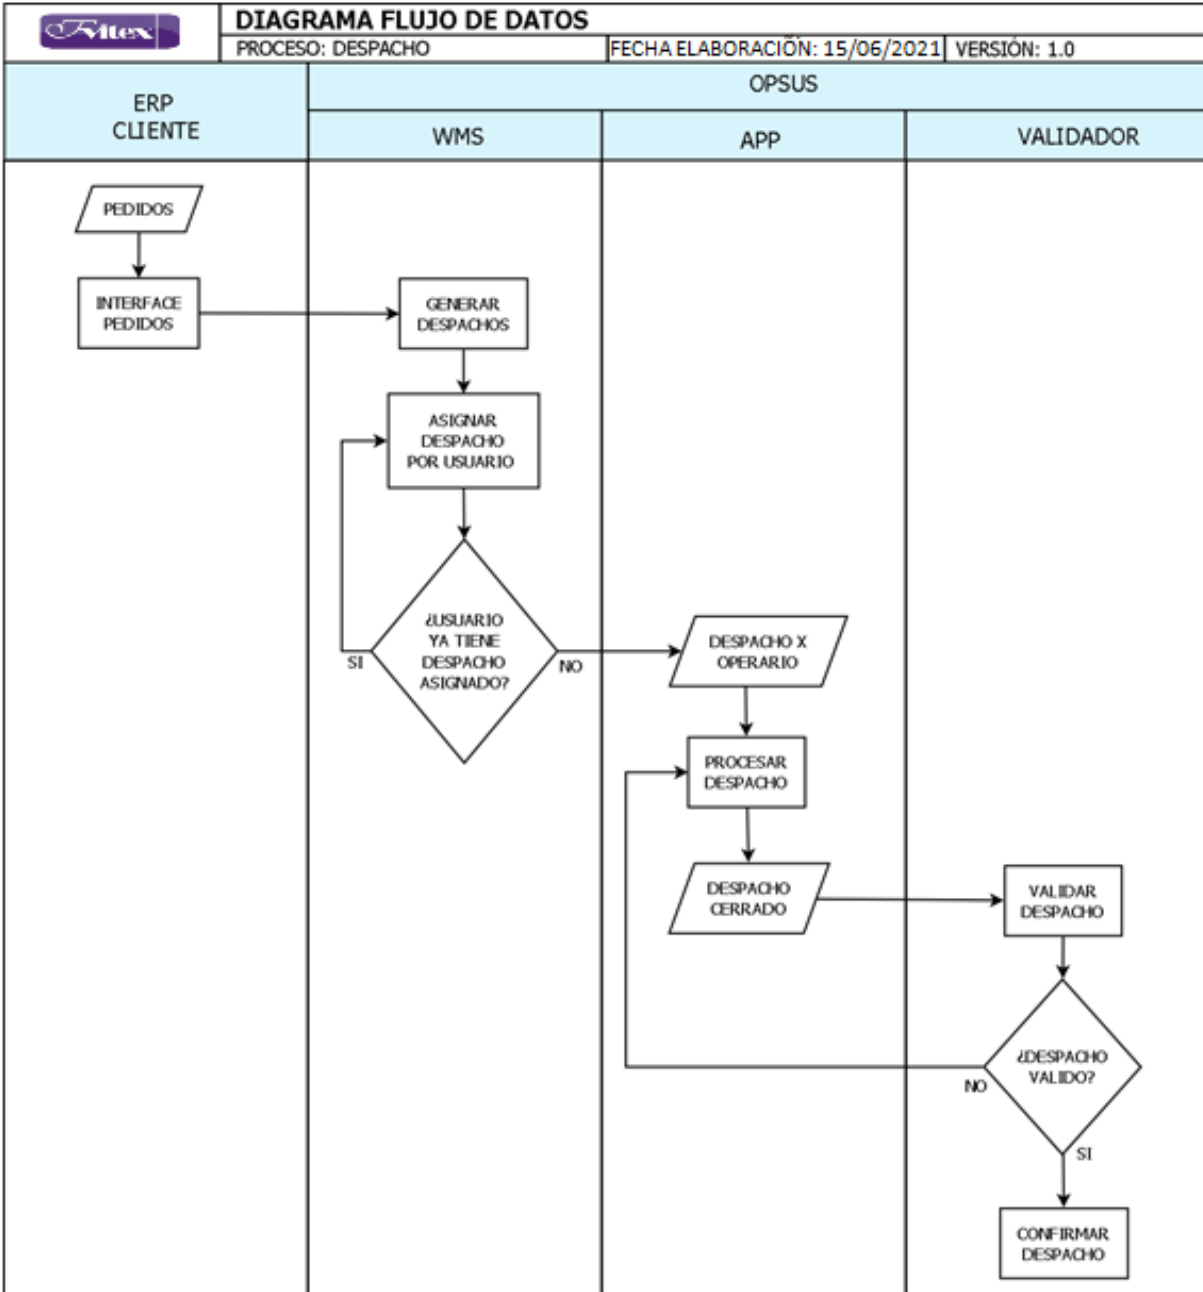 Fvitex
DIAGRAMA FLUJO DE DATOS
PROCESO: DESPACHO
FECHA ELABORACIÓN: 15/06/2021
VERSIÓN: 1.0
ERP
CLIENTE
OPSUS
WMS
APP
VALIDADOR
PEDIDOS
INTERFACE
PEDIDOS
GENERAR
DESPACHOS
ASIGNAR
DESPACHO
POR USUARIO
¿USUARIO
YA TIENE
DESPACHO
ASIGNADO?
SI
NO
DESPACHO X
OPERARIO
PROCESAR
DESPACHO
DESPACHO
CERRADO
VALIDAR
DESPACHO
¿DESPACHO
VALIDO?
NO
SI
CONFIRMAR
DESPACHO